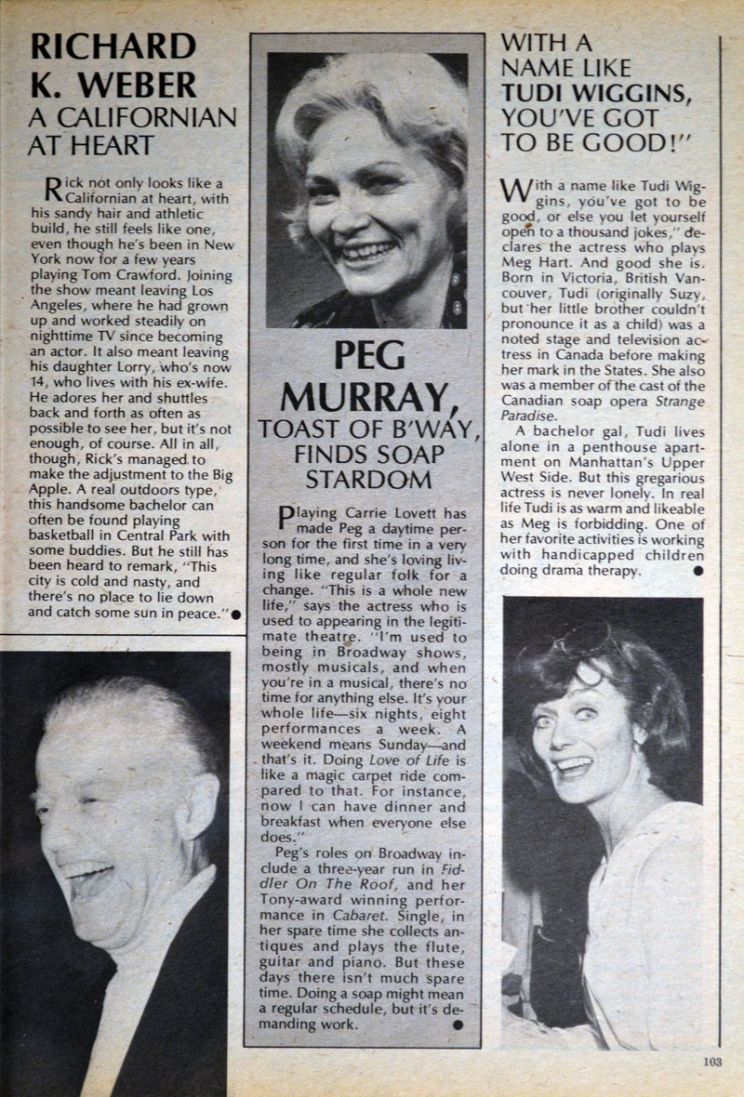 RICHARD
K. WEBER
A CALIFORNIAN
AT HEART
Rick not only looks like a
Californian at heart, with
his sandy hair and athletic
build, he still feels like one,
even though he's been in New
York now for a few years
playing Tom Crawford. Joining
the show meant leaving Los
Angeles, where he had grown
up and worked steadily on
nighttime TV since becoming
an actor. It also meant leaving
his daughter Lorry, who's now
14, who lives with his ex-wife.
He adores her and shuttles
back and forth as often as
possible to see her, but it's not
enough, of course. All in all,
though, Rick's managed to
make the adjustment to the Big
Apple. A real outdoors type,
this handsome bachelor can
often be found playing
basketball in Central Park with
some buddies. But he still has
been heard to remark, "This
city is cold and nasty, and
there's no place to lie down
and catch some sun in peace."
PEG
MURRAY,
TOAST OF B'WAY,
FINDS SOAP
STARDOM
Playing Carrie Lovett has
made Peg a daytime per-
son for the first time in a very
long time, and she's loving liv-
ing like regular folk for a
change. "This is a whole new
life," says the actress who is
used to appearing in the legiti-
mate theatre. "I'm used to
being in Broadway shows,
mostly musicals, and when
you're in a musical, there's no
time for anything else. It's your
whole life—six nights, eight
performances a week. A
weekend means Sunday—and
that's it. Doing Love of Life is
like a magic carpet ride com-
pared to that. For instance,
now I can have dinner and
breakfast when everyone else
does."
Peg's roles on Broadway in-
clude a three-year run in Fid-
dler On The Roof, and her
Tony-award winning perfor-
mance in Cabaret. Single, in
her spare time she collects an-
tiques and plays the flute,
guitar and piano. But these
days there isn't much spare
time. Doing a soap might mean
a regular schedule, but it's de-
manding work.
WITH A
NAME LIKE
TUDI WIGGINS,
YOU'VE GOT
TO BE GOOD!"
With a name like Tudi Wig-
gins, you've got to be
good, or else you let yourself
open to a thousand jokes," de-
clares the actress who plays
Meg Hart. And good she is.
Born in Victoria, British Van-
couver, Tudi (originally Suzy,
but her little brother couldn't
pronounce it as a child) was a
noted stage and television ac-
tress in Canada before making
her mark in the States. She also
was a member of the cast of the
Canadian soap opera Strange
Paradise.
A bachelor gal, Tudi lives
alone in a penthouse apart-
ment on Manhattan's Upper
West Side. But this gregarious
actress is never lonely. In real
life Tudi is as warm and likeable
as Meg is forbidding. One of
her favorite activities is working
with handicapped children
doing drama therapy.
103